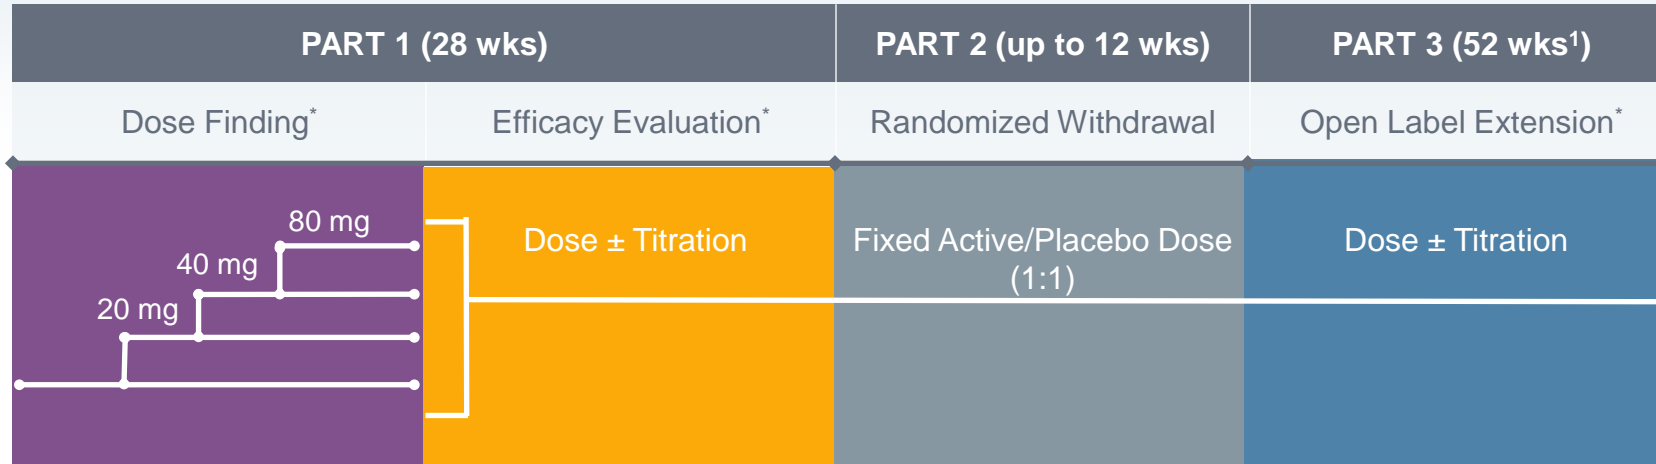 PART 1 (28 wks)
PART 2 (up to 12 wks)
PART 3 (52 wks¹)
Dose Finding*
Efficacy Evaluation*
Randomized Withdrawal
Open Label Extension*
80 mg
40 mg
20 mg
Dose ± Titration
Fixed Active/Placebo Dose
(1:1)
Dose ± Titration